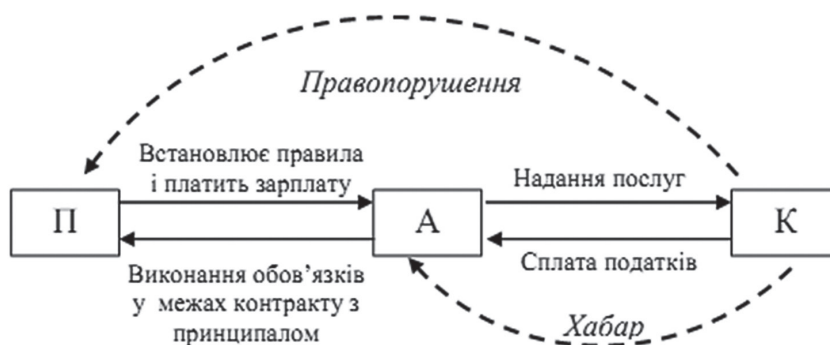 Правопорушення
Встановлює правила
і платить зарплату
Надання послуг
П
А
К
Виконання обов’язків
у межах контракту з
принципалом
Сплата податків
Хабар